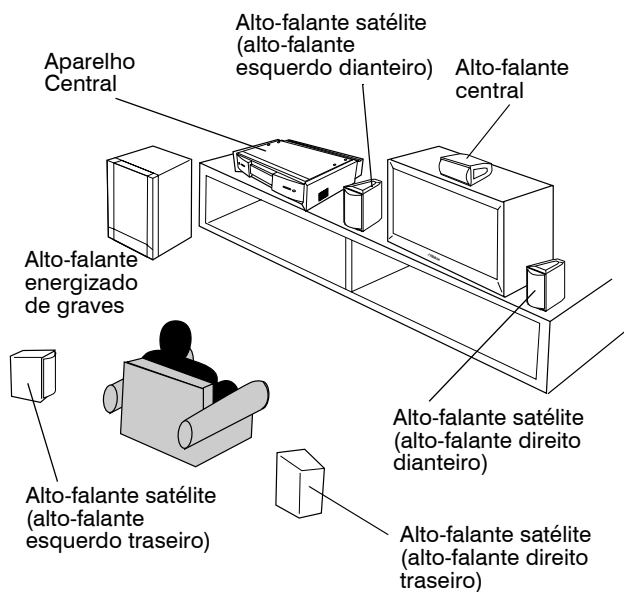 Alto-falante satélite
(alto-falante
esquerdo dianteiro)
Aparelho
Central
Alto-falante
central
Alto-falante
energizado
de graves
Alto-falante satélite
(alto-falante direito
dianteiro)
Alto-falante satélite
(alto-falante
esquerdo traseiro)
Alto-falante satélite
(alto-falante direito
traseiro)